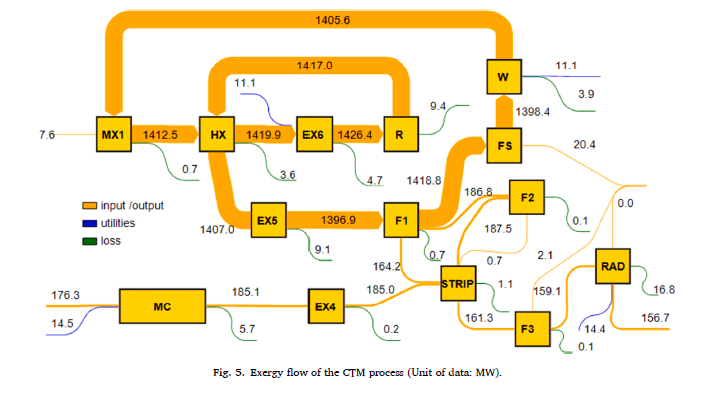 1405.6
1417.0
11.1
W
11.1
3.9
1398.4
7.6
MX1
1412.5
HX
1419.9
EX6
1426.4
R
9.4
FS
20.4
0.7
3.6
4.7
1418.8
186.8
F2
0.0
input /output
utilities
loss
1407.0
EX5
1396.9
F1
187.5
0.1
9.1
0.7
0.7
2.1
164.2
STRIP
1.1
159.1
RAD
16.8
176.3
MC
185.1
EX4
185.0
161.3
F3
14.4
156.7
14.5
5.7
0.2
0.1
Fig. 5. Exergy flow of the CTM process (Unit of data: MW).